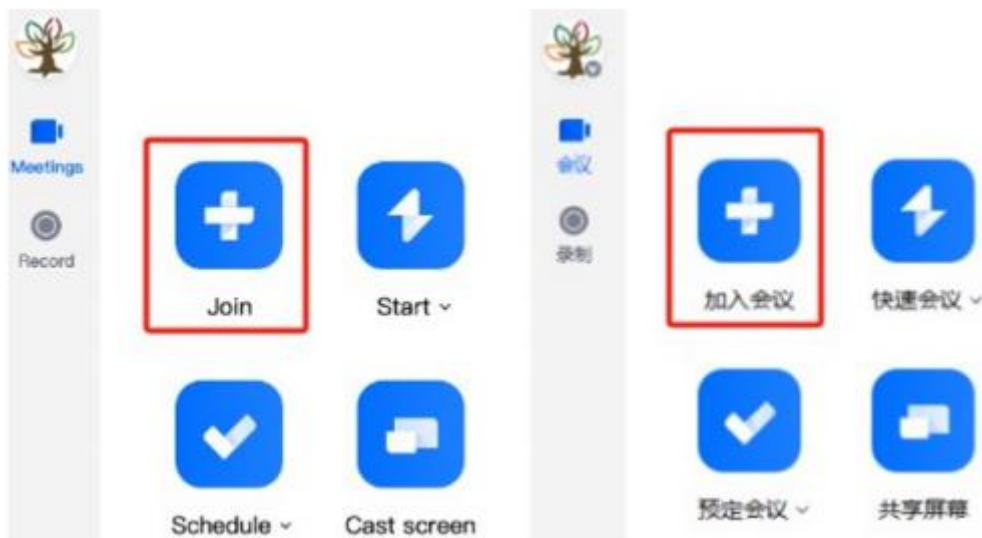 Meetings
Record
Join
Start
Schedule
Cast screen
会议
录制
加入会议
快速会议
预定会议
共享屏幕